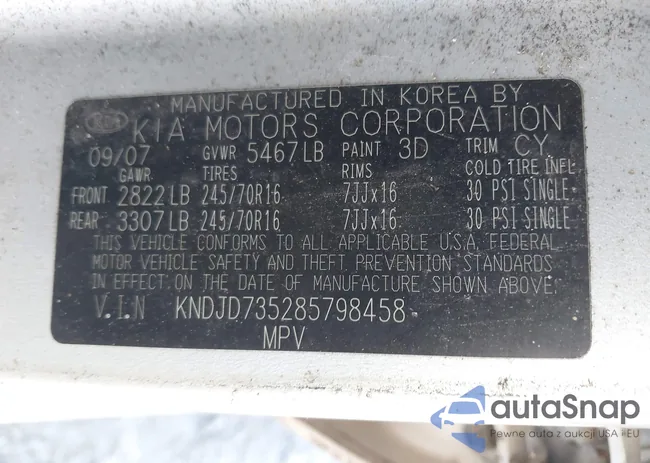 MANUFACTURED IN KOREA BY
KIA KIA MOTORS CORPORATION
09/07 GVWR 5467LB PAINT 3D TRIM CY
GAWR TIRES RIMS COLD TIRE INFL
FRONT 2822LB 245/70R16 7JJx16 30 PSI SINGLE
REAR 3307LB 245/70R16 7JJx16 30 PSI SINGLE
THIS VEHICLE CONFORMS TO ALL APPLICABLE U.S.A. FEDERAL
MOTOR VEHICLE SAFETY AND THEFT PREVENTION STANDARDS
IN EFFECT ON THE DATE OF MANUFACTURE SHOWN ABOVE:
V.I.N KNDJD735285798458
MPV
autaSnap
Pewne auta z aukcji USA i EU